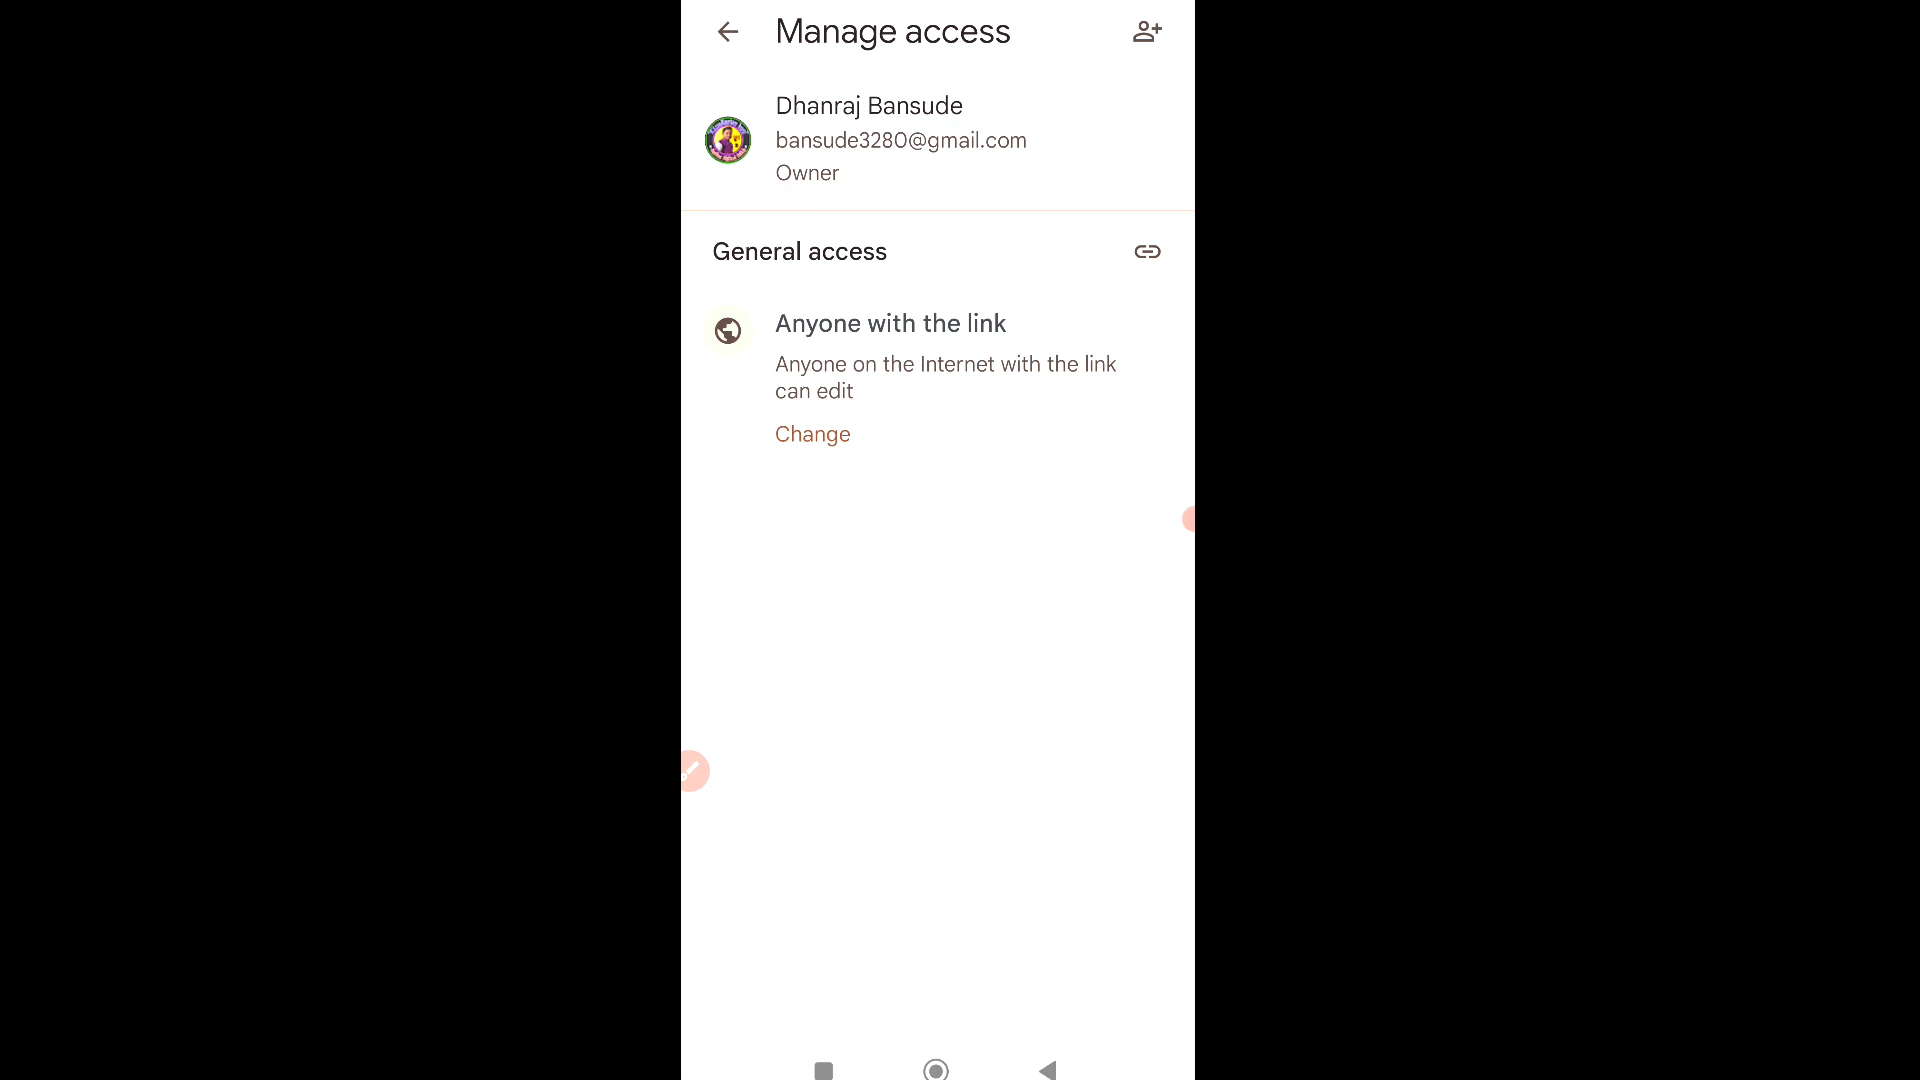 Manage access
Dhanraj Bansude
bansude3280@gmail.com
Owner
General access
Anyone with the link
Anyone on the Internet with the link
can edit
Change